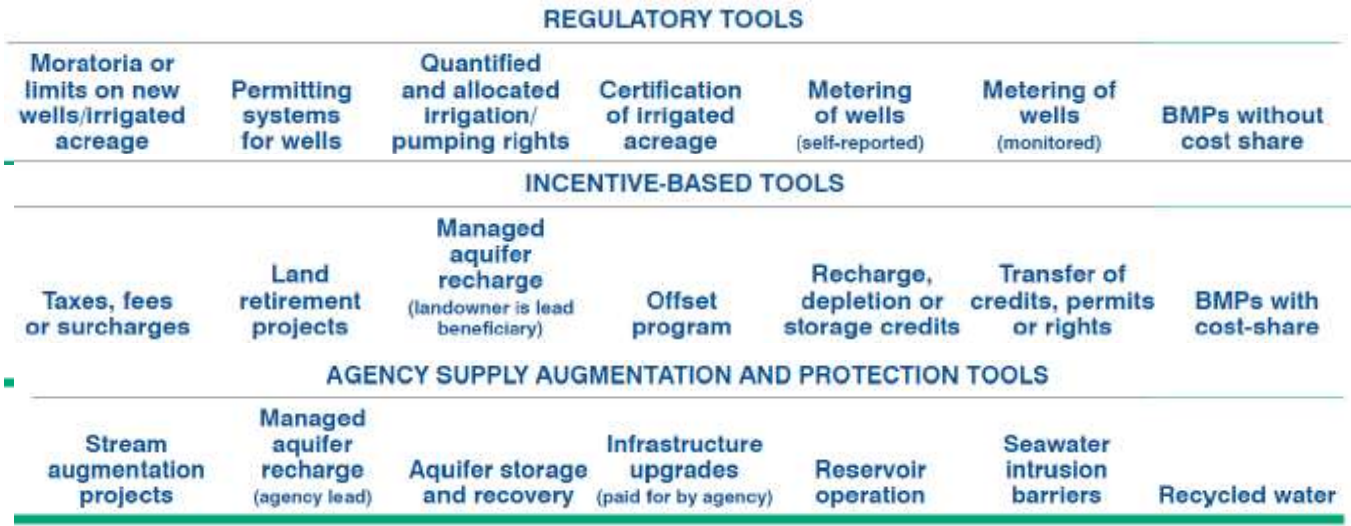 REGULATORY TOOLS
Moratoria or
limits on new
wells/irrigated
acreage
Permitting
systems
for wells
Quantified
and allocated
irrigation/
pumping rights
Certification
of irrigated
acreage
Metering
of wells
(self-reported)
Metering of
wells
(monitored)
BMPs without
cost share
INCENTIVE-BASED TOOLS
Taxes, fees
or surcharges
Land
retirement
projects
Managed
aquifer
recharge
(landowner is lead
beneficiary)
Offset
program
Recharge,
depletion or
storage credits
Transfer of
credits, permits
or rights
BMPs with
cost-share
AGENCY SUPPLY AUGMENTATION AND PROTECTION TOOLS
Stream
augmentation
projects
Managed
aquifer
recharge
(agency lead)
Aquifer storage
and recovery
Infrastructure
upgrades
(paid for by agency)
Reservoir
operation
Seawater
intrusion
barriers
Recycled water